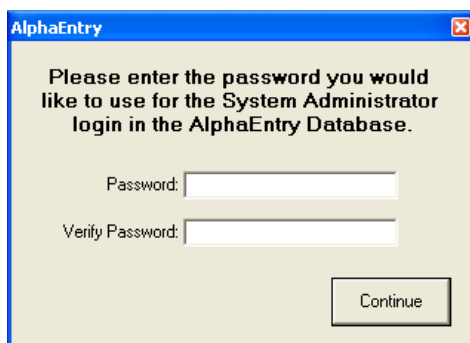 AlphaEntry
Please enter the password you would
like to use for the System Administrator
login in the AlphaEntry Database.
Password:
Verify Password:
Continue